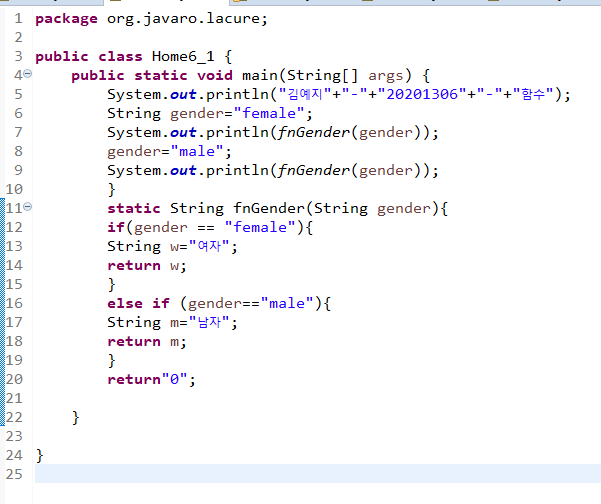 1 package org.javaro.lacure;
2
3 public class Home6_1 {
4 public static void main(String[] args) {
5 System.out.println("김예지"+"-"+"20201306"+"-"+"함수");
6 String gender="female";
7 System.out.println(fnGender(gender));
8 gender="male";
9 System.out.println(fnGender(gender));
10 }
11 static String fnGender(String gender){
12 if(gender == "female"){
13 String w="여자";
14 return w;
15 }
16 else if (gender=="male"){
17 String m="남자";
18 return m;
19 }
20 return"0";
21
22 }
23
24 }
25